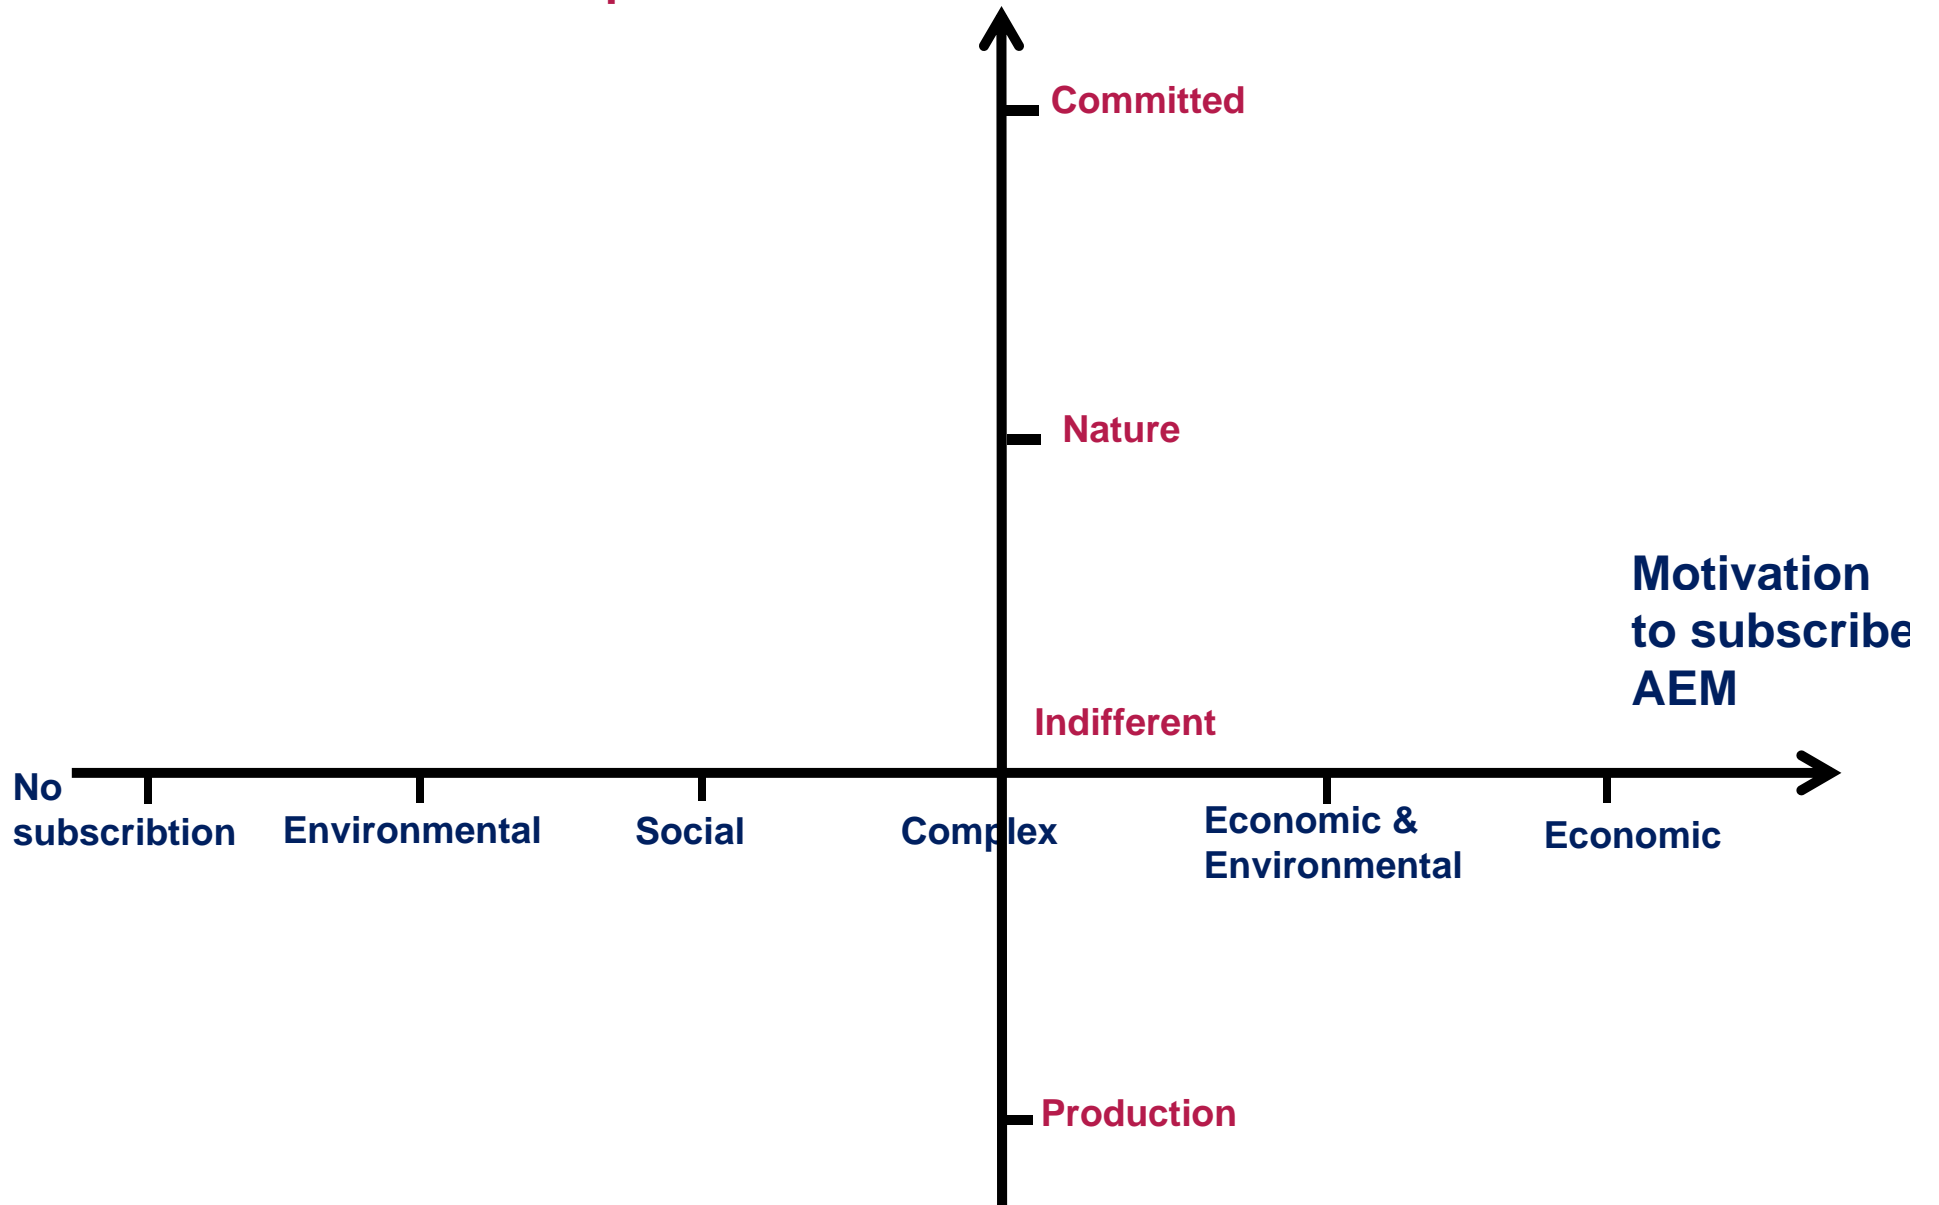 Committed
Nature
Motivation
to subscribe
AEM
Indifferent
No
subscribtion
Environmental
Social
Complex
Economic &
Environmental
Economic
Production